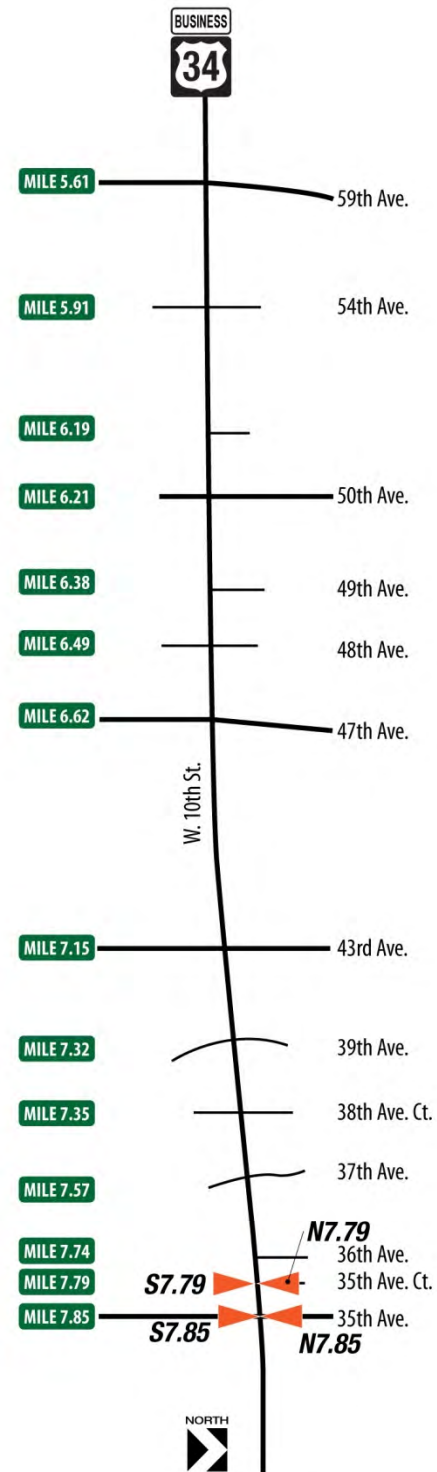 BUSINESS
34
MILE 5.61
59th Ave.
MILE 5.91
54th Ave.
MILE 6.19
MILE 6.21
50th Ave.
MILE 6.38
49th Ave.
MILE 6.49
48th Ave.
MILE 6.62
47th Ave.
W. 10th St.
MILE 7.15
43rd Ave.
MILE 7.32
39th Ave.
MILE 7.35
38th Ave. Ct.
MILE 7.57
37th Ave.
N7.79
MILE 7.74
36th Ave.
MILE 7.79
S7.79
35th Ave. Ct.
MILE 7.85
35th Ave.
S7.85
N7.85
NORTH